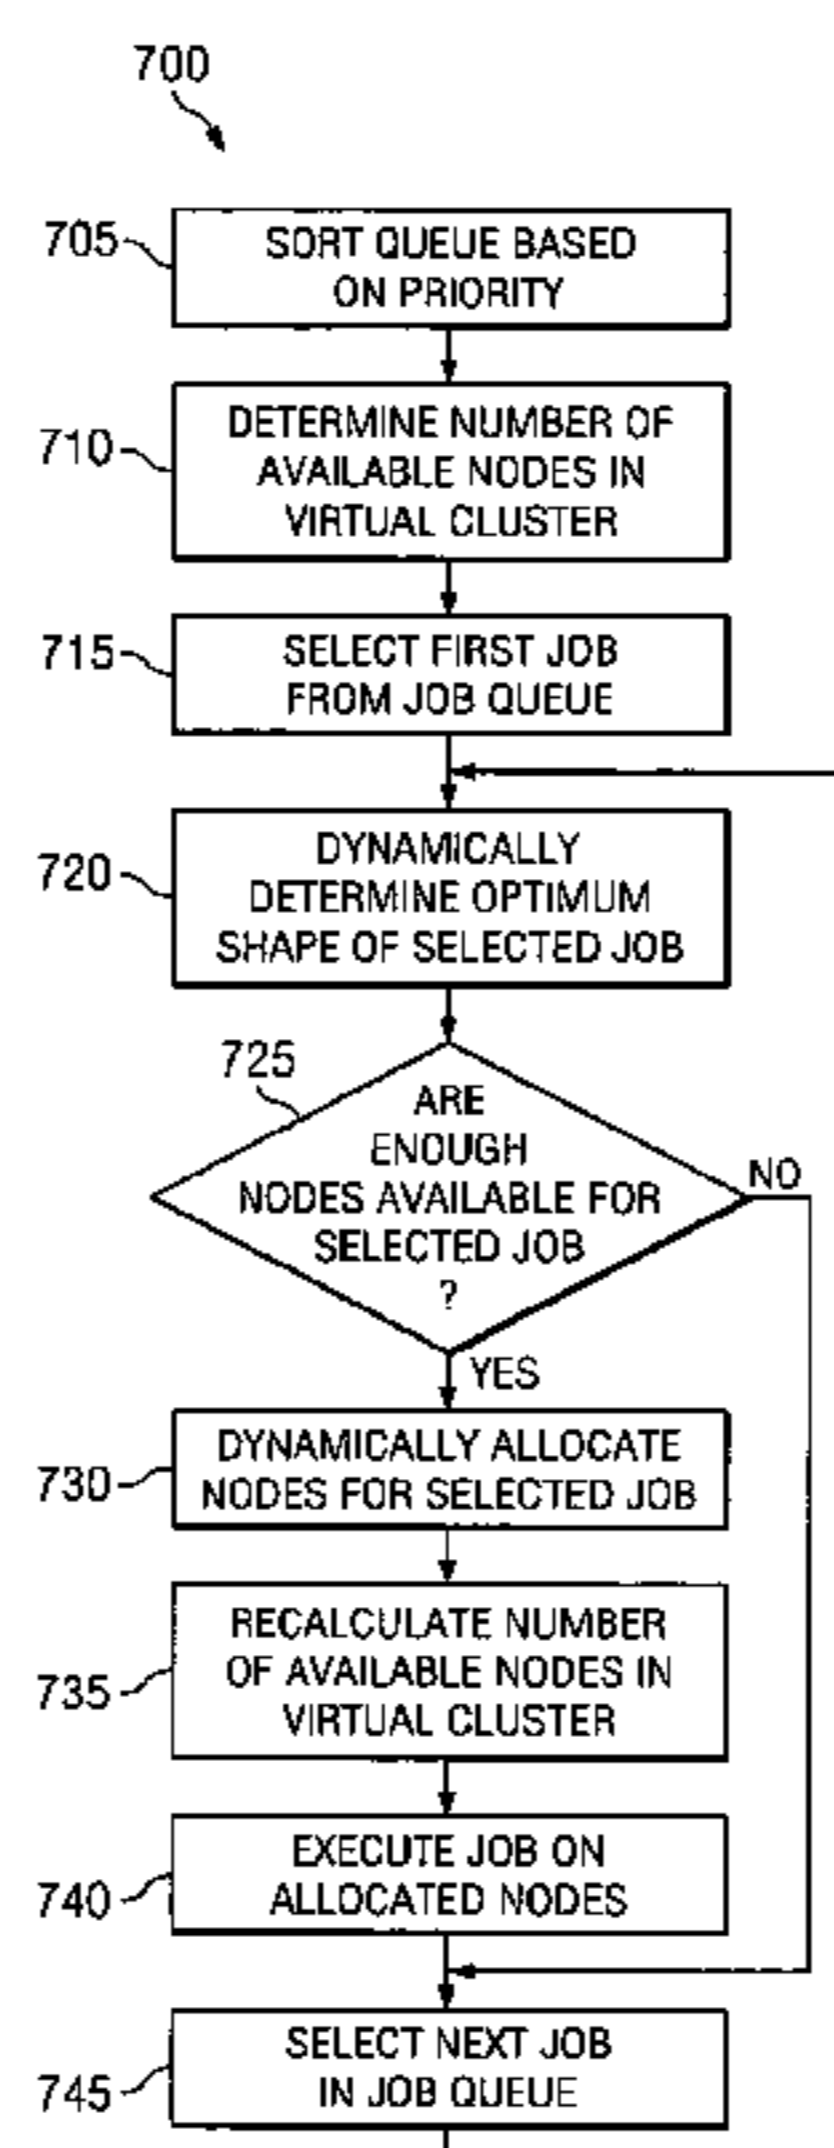 700
705
SORT QUEUE BASED
ON PRIORITY
710
DETERMINE NUMBER OF
AVAILABLE NODES IN
VIRTUAL CLUSTER
715
SELECT FIRST JOB
FROM JOB QUEUE
720
DYNAMICALLY
DETERMINE OPTIMUM
SHAPE OF SELECTED JOB
725
ARE
ENOUGH
NODES AVAILABLE FOR
SELECTED JOB
?
NO
YES
730
DYNAMICALLY ALLOCATE
NODES FOR SELECTED JOB
735
RECALCULATE NUMBER
OF AVAILABLE NODES IN
VIRTUAL CLUSTER
740
EXECUTE JOB ON
ALLOCATED NODES
745
SELECT NEXT JOB
IN JOB QUEUE